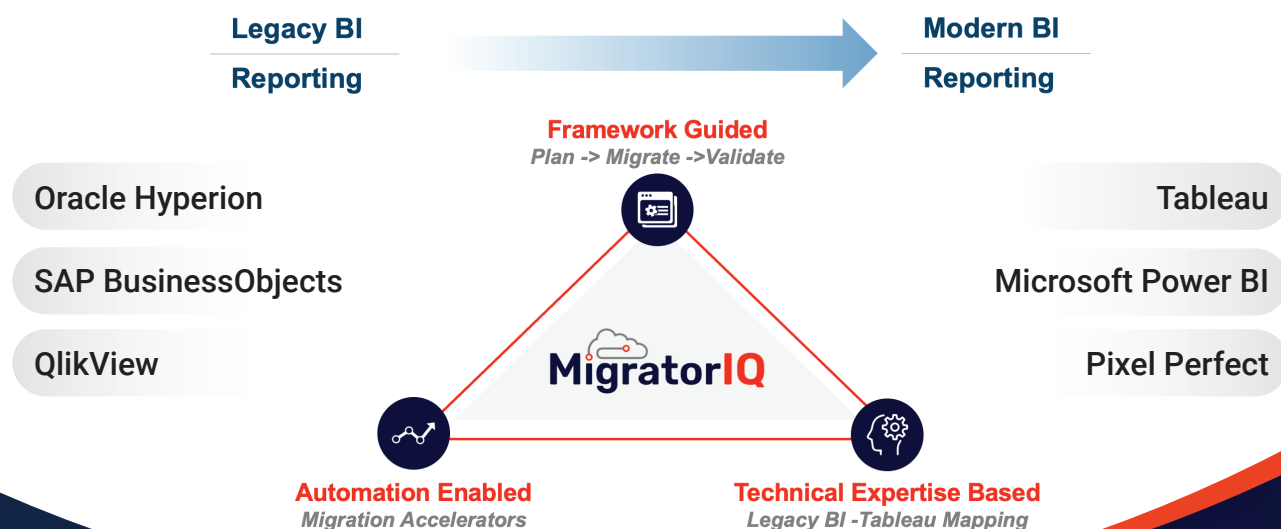 Legacy BI
Reporting
Modern BI
Reporting
Framework Guided
Plan -> Migrate ->Validate
Oracle Hyperion
SAP BusinessObjects
QlikView
Tableau
Microsoft Power BI
Pixel Perfect
MigratorIQ
Automation Enabled
Migration Accelerators
Technical Expertise Based
Legacy BI -Tableau Mapping